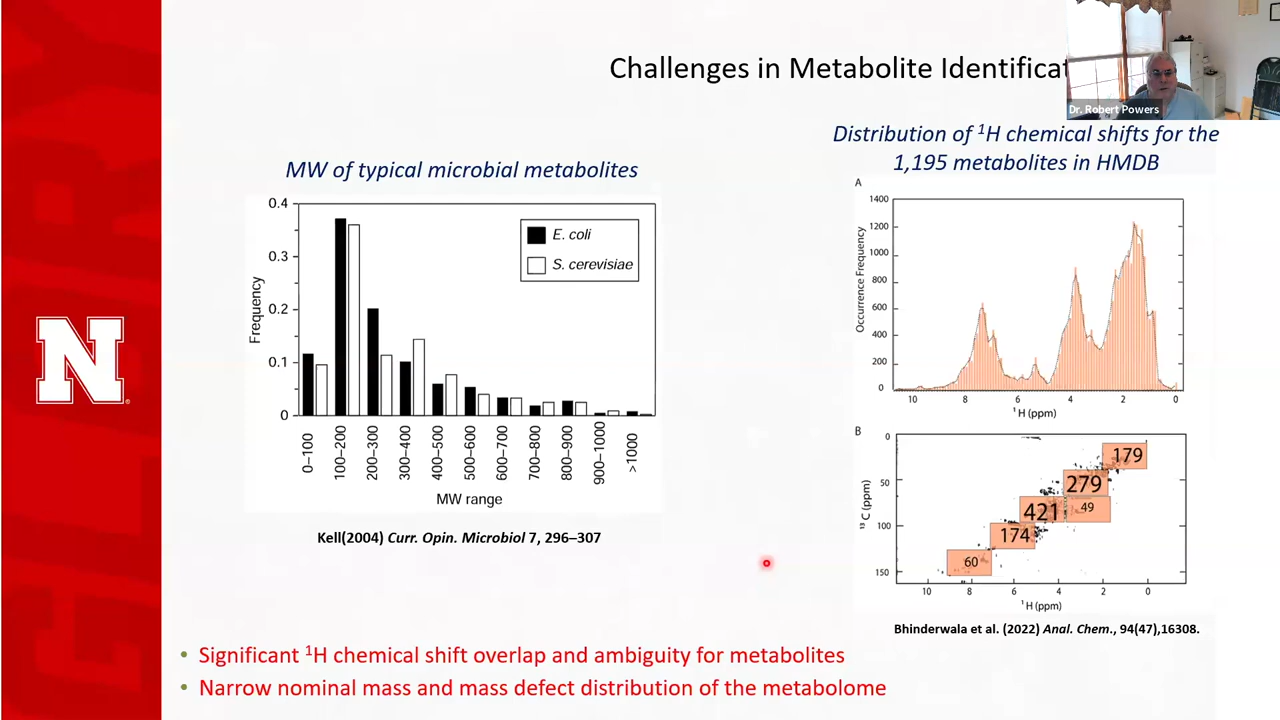 Challenges in Metabolite Identificat
Dr. Robert Powers
MW of typical microbial metabolites
0.4
0.3
0.2
0.1
0
Frequency
E. coli
S. cerevisiae
0–100
100–200
200–300
300–400
400–500
500–600
600–700
700–800
800–900
900–1000
>1000
MW range
Kell(2004) Curr. Opin. Microbiol 7, 296–307
Distribution of ¹H chemical shifts for the
1,195 metabolites in HMDB
A
1400
1200
1000
800
600
400
200
0
Occurrence Frequency
10 8 6 4 2 0
¹H (ppm)
B
0
50
100
150
¹³C (ppm)
179
279
421
49
174
60
10 8 6 4 2 0
¹H (ppm)
Bhinderwala et al. (2022) Anal. Chem., 94(47),16308.
• Significant ¹H chemical shift overlap and ambiguity for metabolites
• Narrow nominal mass and mass defect distribution of the metabolome
N